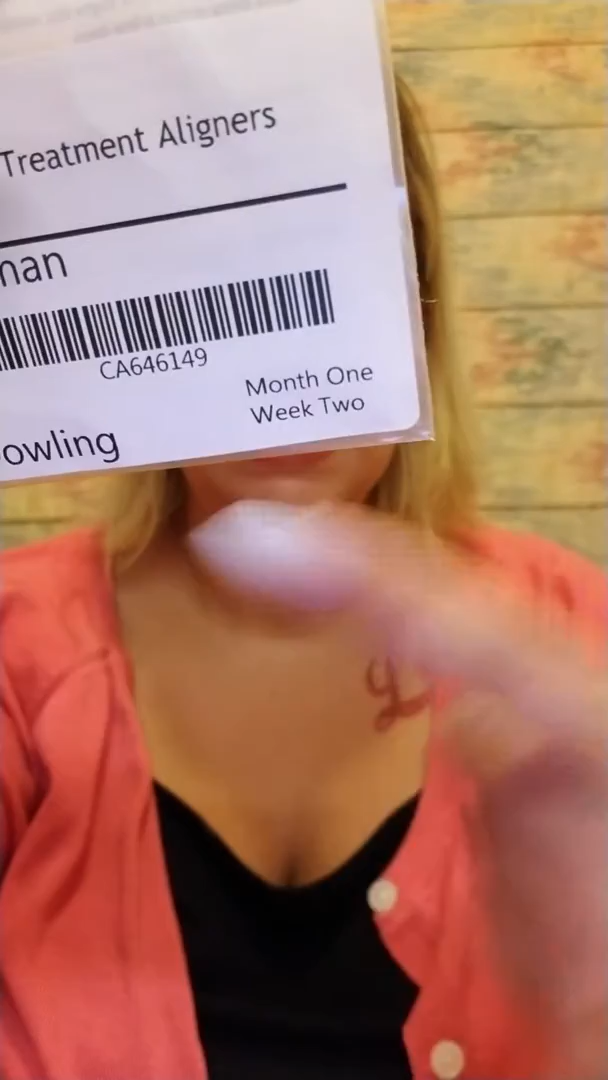 Treatment Aligners
nan
CA646149
Month One
Week Two
owling